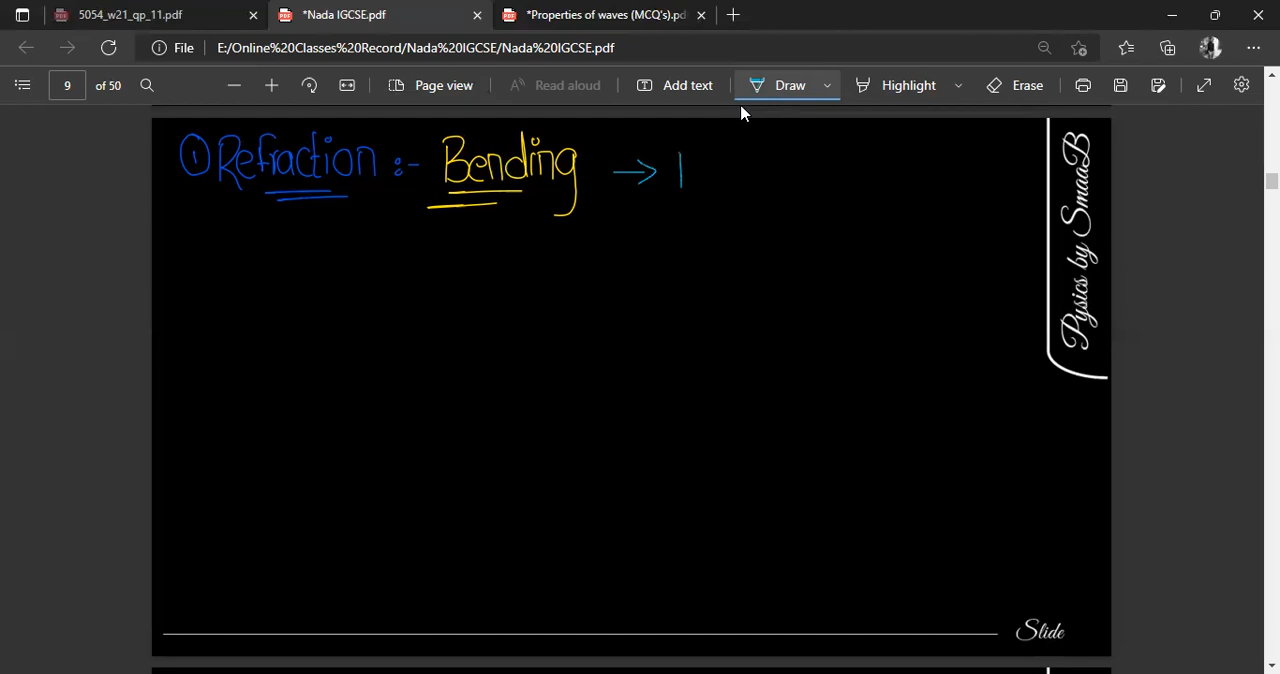 5054_w21_qp_11.pdf
*Nada IGCSE.pdf
*Properties of waves (MCQ's).pd
File
E:/Online%20Classes%20Record/Nada%20IGCSE/Nada%20IGCSE.pdf
9 of 50
Page view
Read aloud
Add text
Draw
Highlight
Erase
① Refraction :- Bending → |
Pysics by SmaaB
Slide